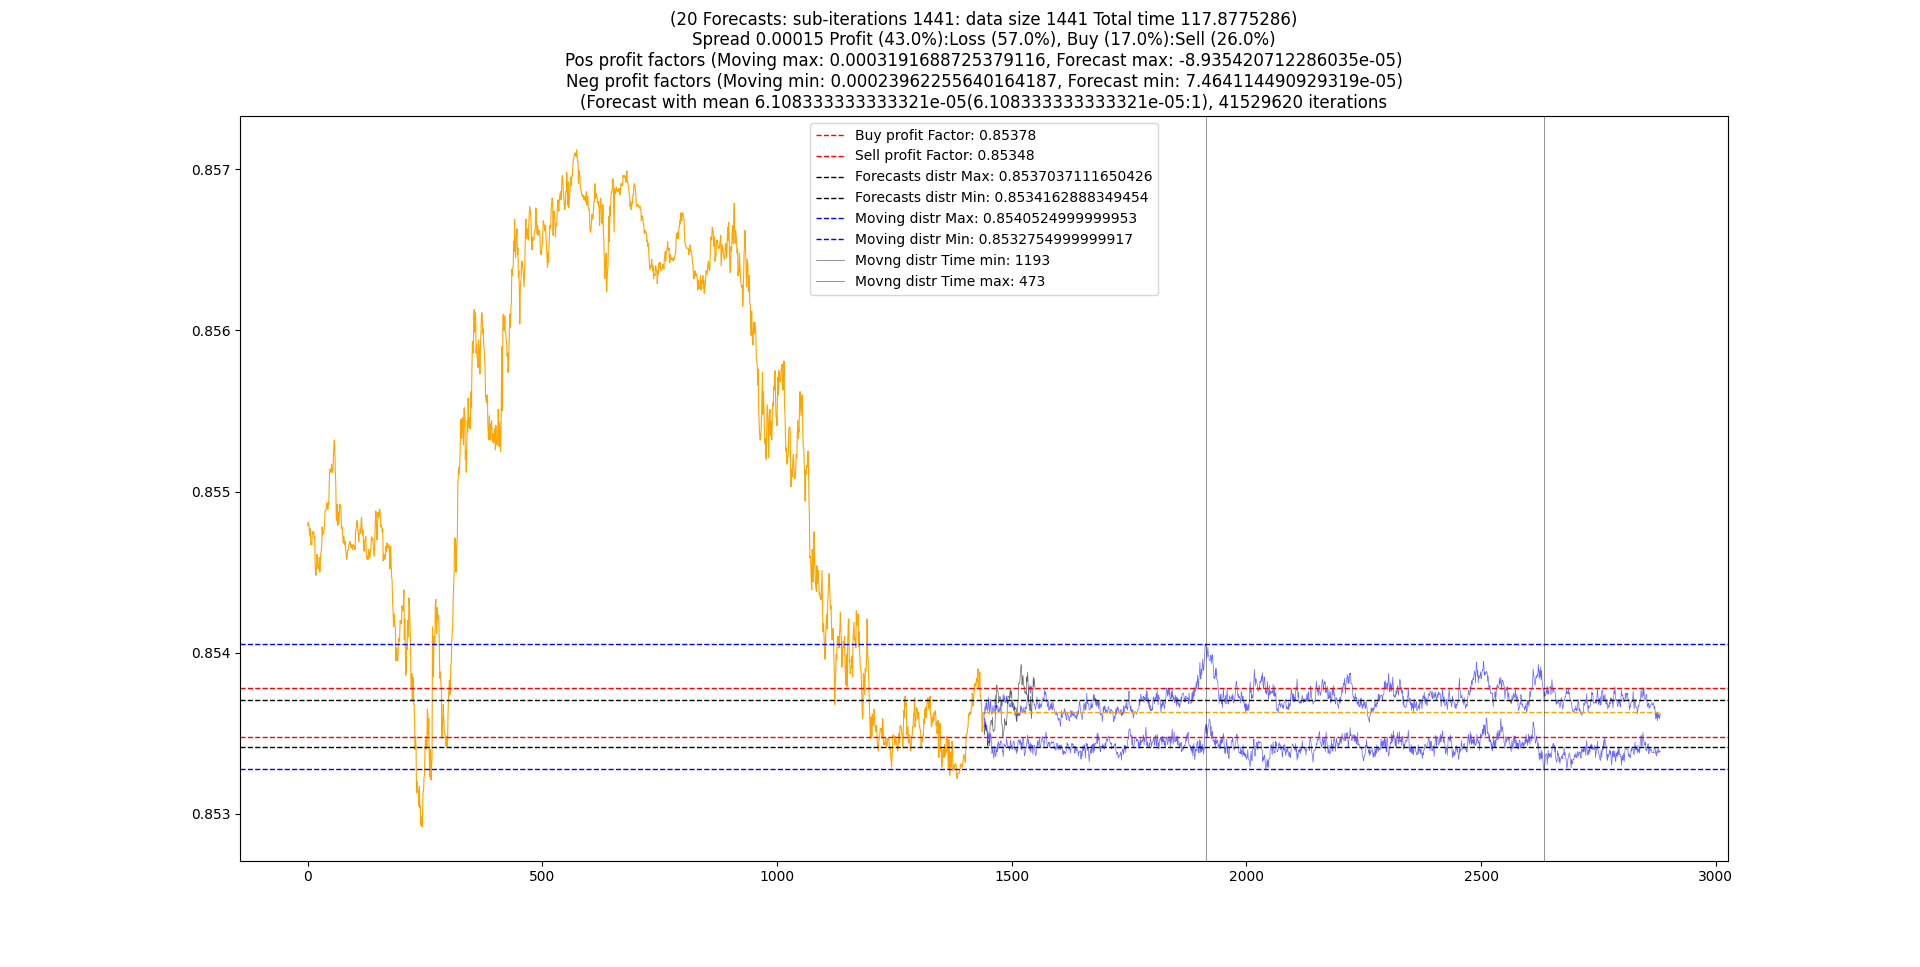 (20 Forecasts: sub-iterations 1441: data size 1441 Total time 117.8775286)
Spread 0.00015 Profit (43.0%):Loss (57.0%), Buy (17.0%):Sell (26.0%)
Pos profit factors (Moving max: 0.0003191688725379116, Forecast max: -8.935420712286035e-05)
Neg profit factors (Moving min: 0.00023962255640164187, Forecast min: 7.464114490929319e-05)
(Forecast with mean 6.108333333333321e-05(6.108333333333321e-05:1), 41529620 iterations
Buy profit Factor: 0.85378
Sell profit Factor: 0.85348
Forecasts distr Max: 0.8537037111650426
Forecasts distr Min: 0.8534162888349454
Moving distr Max: 0.8540524999999953
Moving distr Min: 0.8532754999999917
Movng distr Time min: 1193
Movng distr Time max: 473
0.857
0.856
0.855
0.854
0.853
0 500 1000 1500 2000 2500 3000